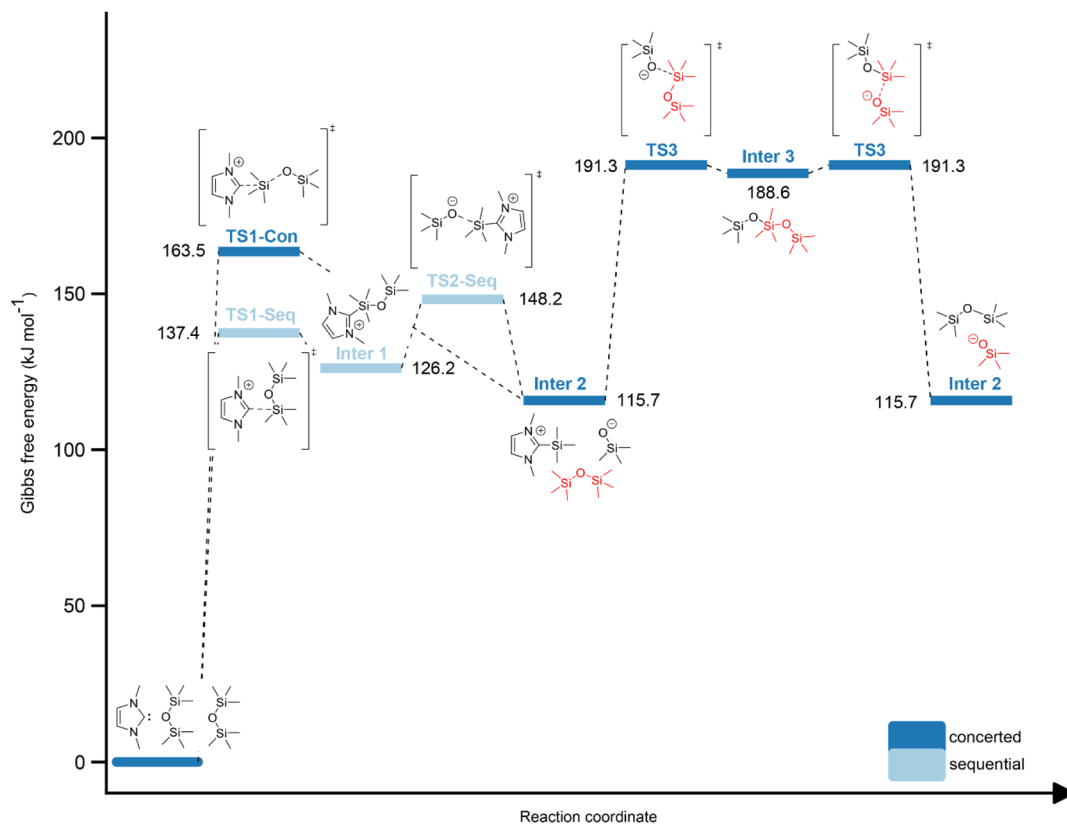 Gibbs free energy (kJ mol⁻¹)
200
150
100
50
0
Reaction coordinate
TS1-Con
163.5
TS1-Seq
137.4
Inter 1
126.2
TS2-Seq
148.2
Inter 2
115.7
TS3
191.3
Inter 3
188.6
TS3
191.3
Inter 2
115.7
concerted
sequential